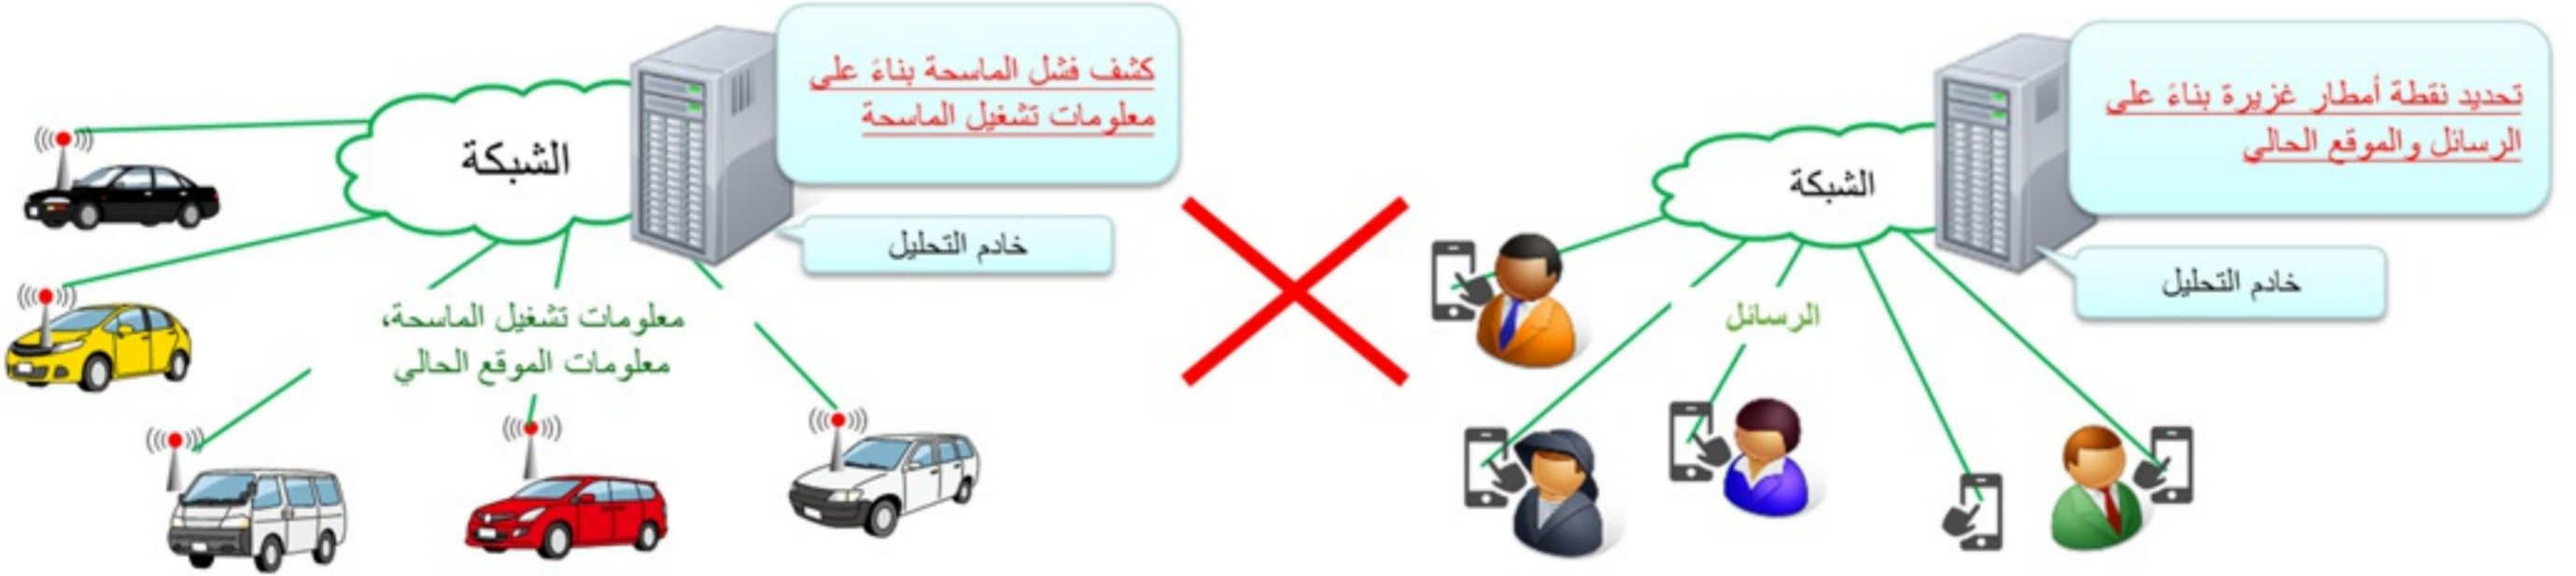 كشف فشل الماسحة بناءً على
معلومات تشغيل الماسحة
الشبكة
خادم التحليل
معلومات تشغيل الماسحة،
معلومات الموقع الحالي
تحديد نقطة أمطار غزيرة بناءً على
الرسائل والموقع الحالي
الشبكة
خادم التحليل
الرسائل